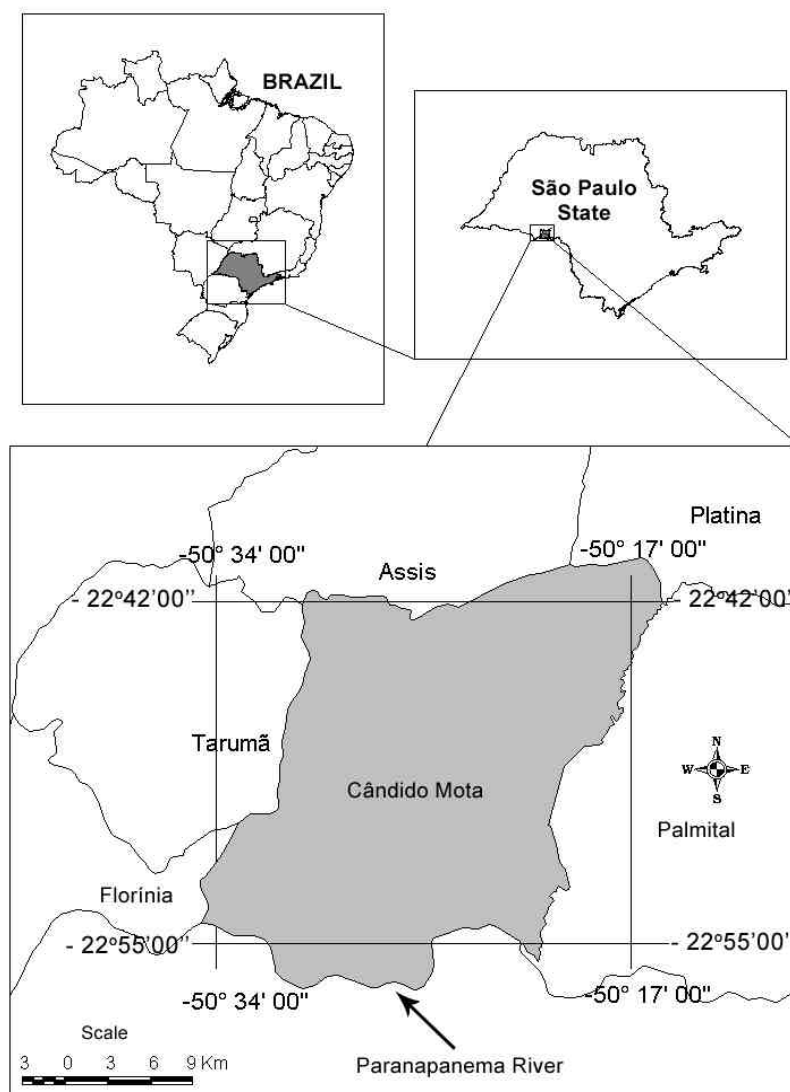 BRAZIL
São Paulo
State
Platina
-50° 34' 00"
-50° 17' 00"
Assis
- 22°42'00''
- 22°42'00'
Tarumã
N
W
E
S
Cândido Mota
Palmital
Florínia
- 22°55'00''
- 22°55'00'
-50° 34' 00"
-50° 17' 00"
Scale
3 0 3 6 9 Km
Paranapanema River